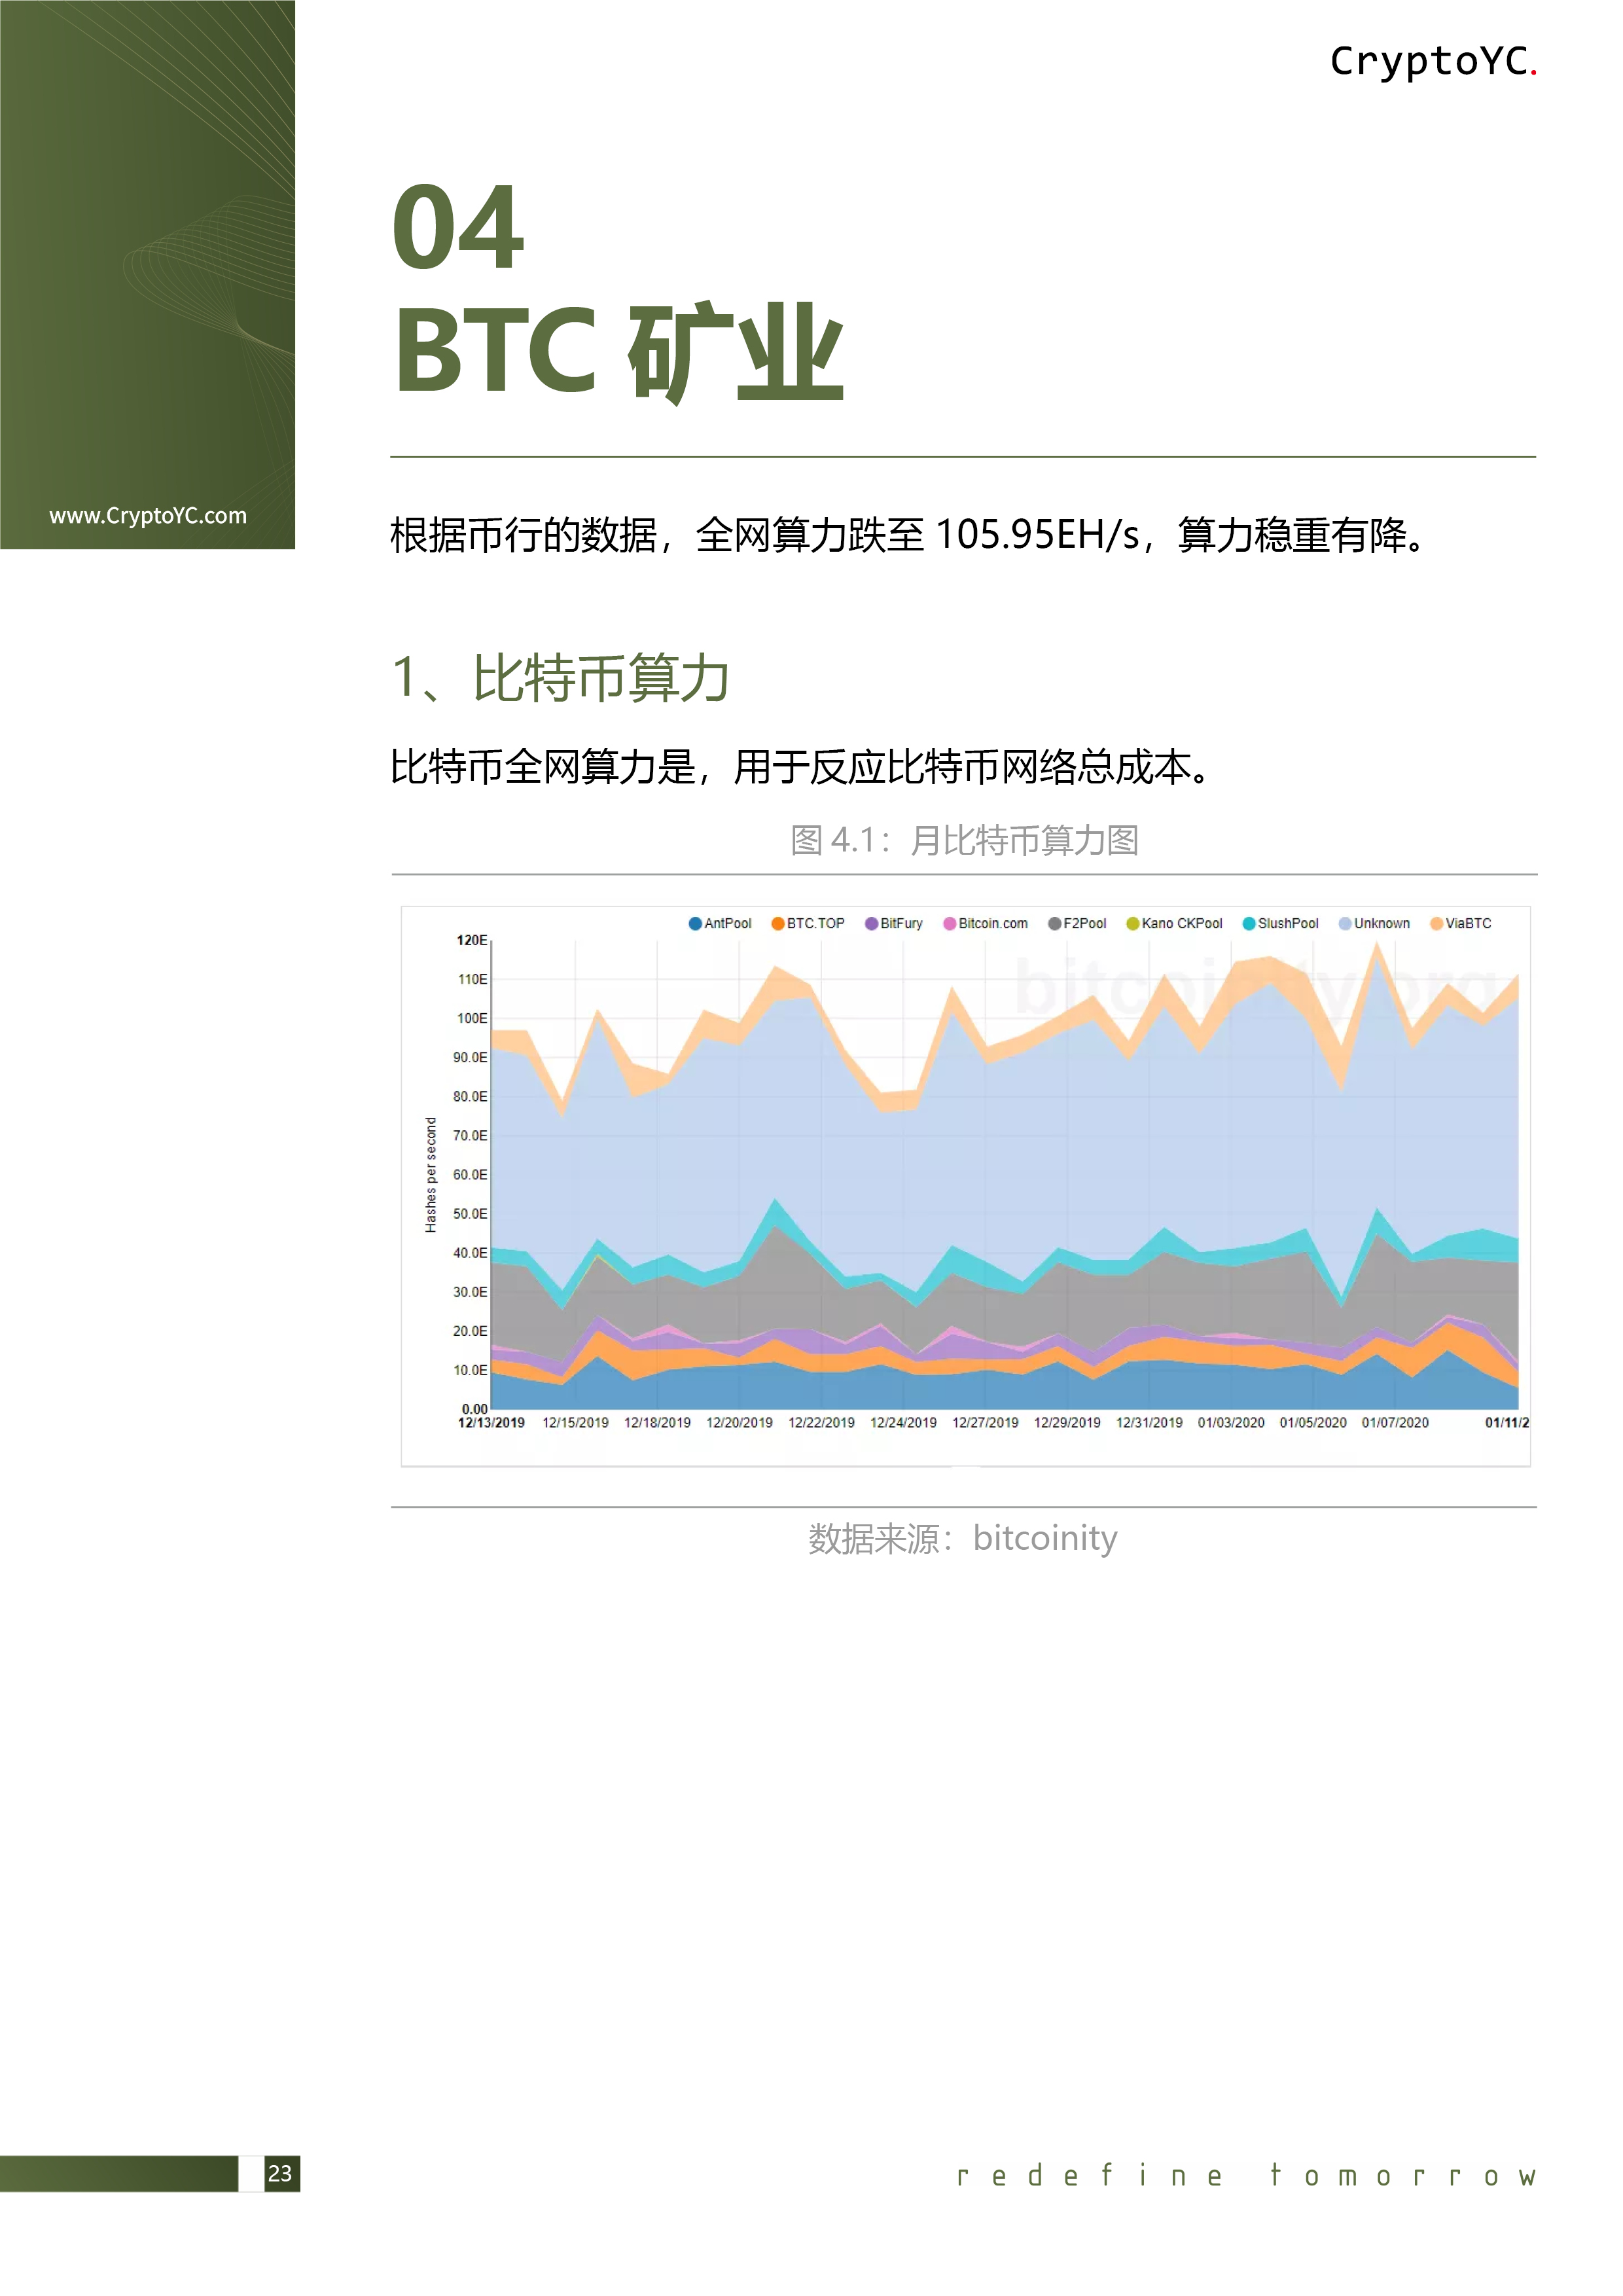 CryptoYC.
www.CryptoYC.com
04
BTC 矿业
根据币行的数据，全网算力跌至 105.95EH/s，算力稳重有降。
1、比特币算力
比特币全网算力是，用于反应比特币网络总成本。
图 4.1：月比特币算力图
AntPool BTC.TOP BitFury Bitcoin.com F2Pool Kano CKPool SlushPool Unknown ViaBTC
bitcoinity.org
Hashes per second
120E
110E
100E
90.0E
80.0E
70.0E
60.0E
50.0E
40.0E
30.0E
20.0E
10.0E
0.00
12/13/2019 12/15/2019 12/18/2019 12/20/2019 12/22/2019 12/24/2019 12/27/2019 12/29/2019 12/31/2019 01/03/2020 01/05/2020 01/07/2020 01/11/2
数据来源：bitcoinity
23
redefine tomorrow